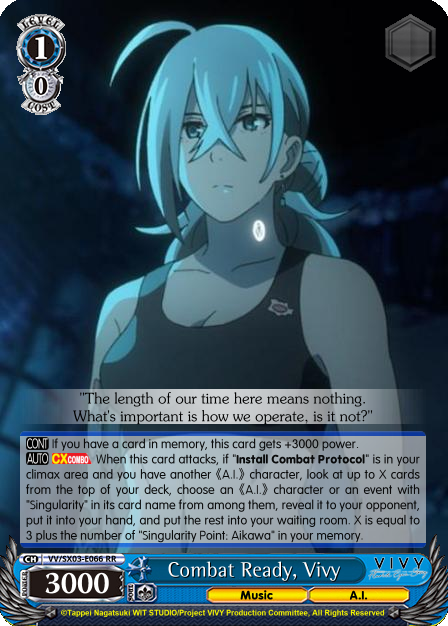 LEVEL
1
0
COST
"The length of our time here means nothing.
What's important is how we operate, is it not?"
CONT If you have a card in memory, this card gets +3000 power.
AUTO CXCOMBO When this card attacks, if "Install Combat Protocol" is in your
climax area and you have another 《A.I.》 character, look at up to X cards
from the top of your deck, choose an 《A.I.》 character or an event with
"Singularity" in its card name from among them, reveal it to your opponent,
put it into your hand, and put the rest into your waiting room. X is equal to
3 plus the number of "Singularity Point: Aikawa" in your memory.
CH VV/SX03-E066 RR
POWER 3000 SOUL Combat Ready, Vivy VIVY
Music A.I.
©Tappei Nagatsuki WIT STUDIO/Project VIVY Production Committee, All Rights Reserved